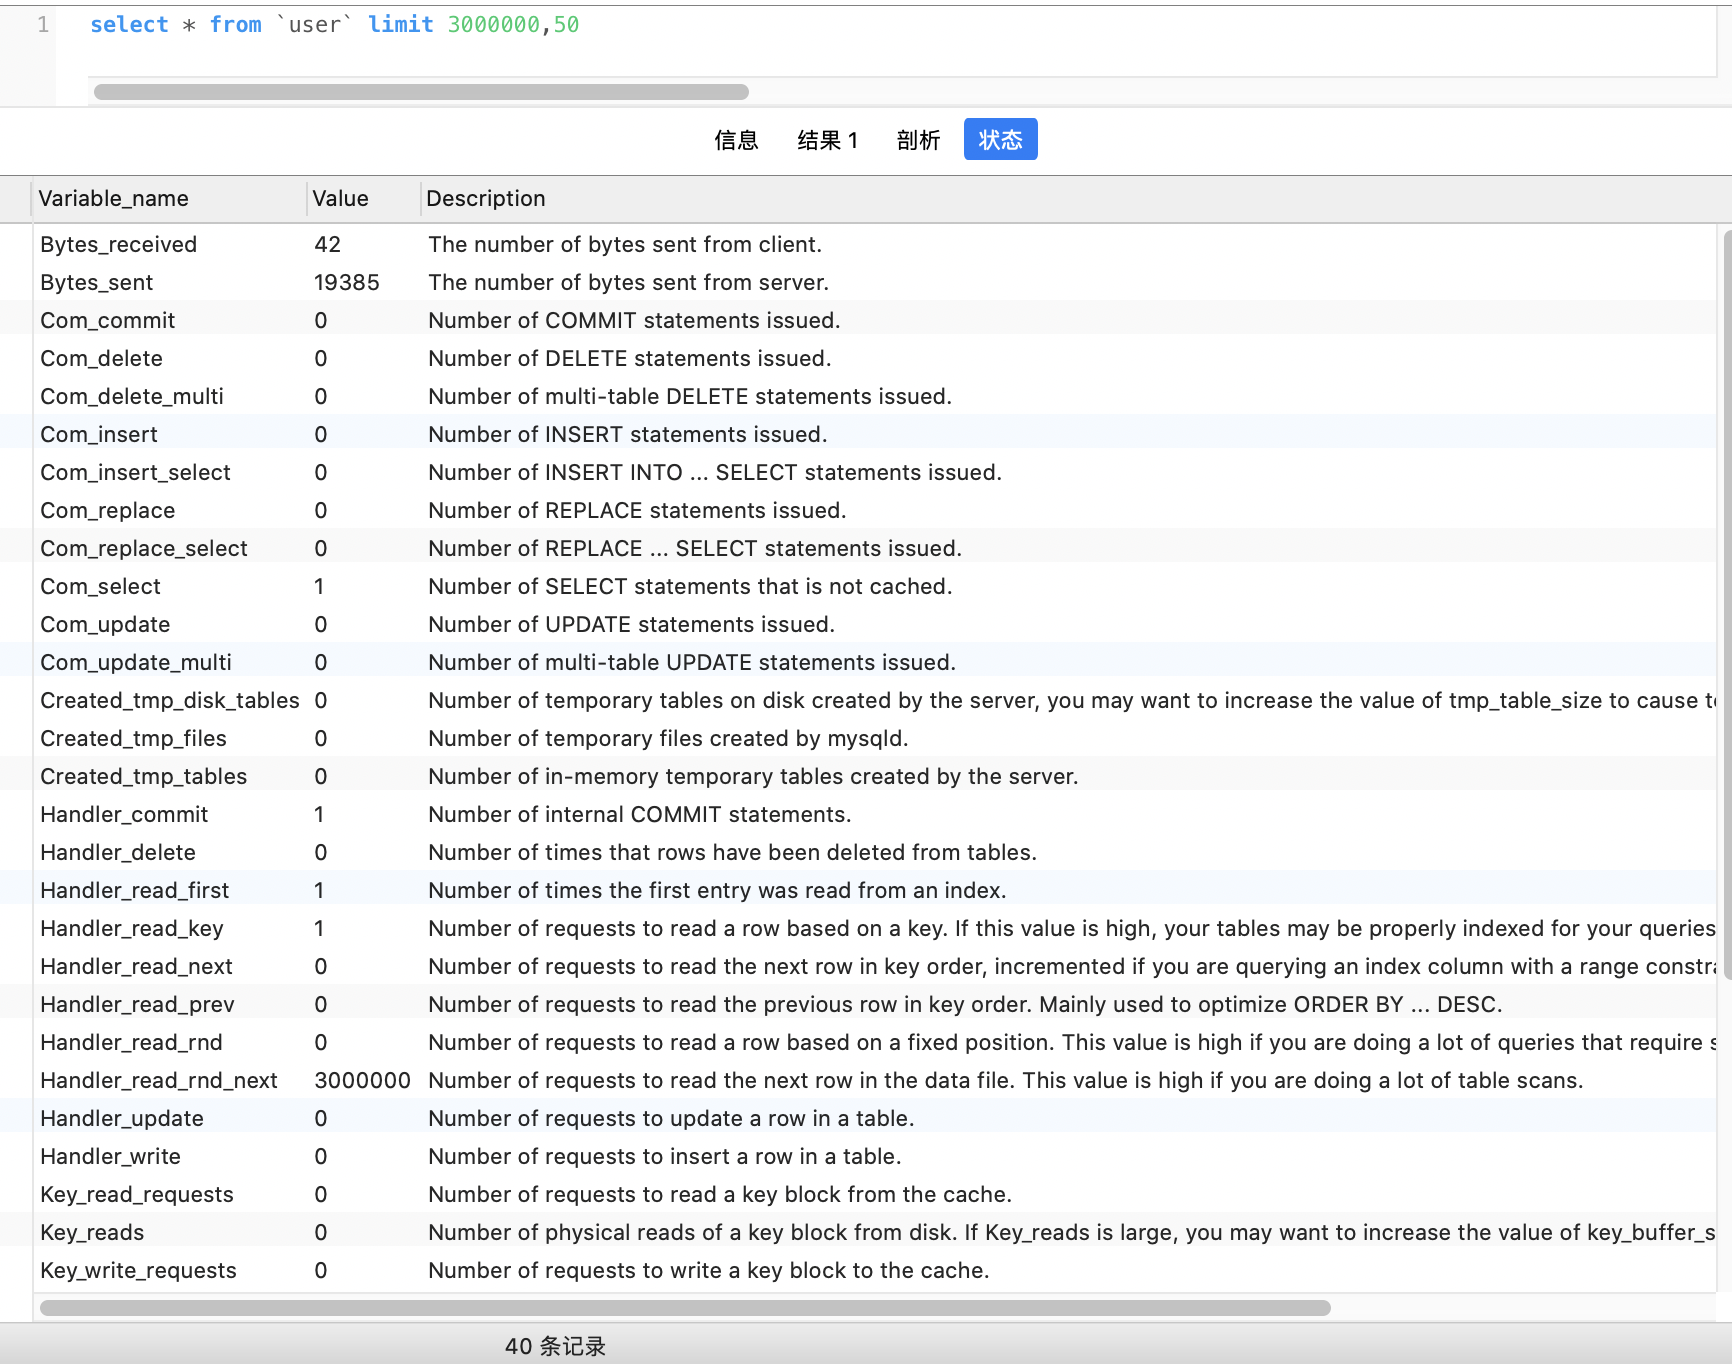 1 select * from `user` limit 3000000,50
信息 结果 1 剖析 状态
Variable_name Value Description
Bytes_received 42 The number of bytes sent from client.
Bytes_sent 19385 The number of bytes sent from server.
Com_commit 0 Number of COMMIT statements issued.
Com_delete 0 Number of DELETE statements issued.
Com_delete_multi 0 Number of multi-table DELETE statements issued.
Com_insert 0 Number of INSERT statements issued.
Com_insert_select 0 Number of INSERT INTO ... SELECT statements issued.
Com_replace 0 Number of REPLACE statements issued.
Com_replace_select 0 Number of REPLACE ... SELECT statements issued.
Com_select 1 Number of SELECT statements that is not cached.
Com_update 0 Number of UPDATE statements issued.
Com_update_multi 0 Number of multi-table UPDATE statements issued.
Created_tmp_disk_tables 0 Number of temporary tables on disk created by the server, you may want to increase the value of tmp_table_size to cause
Created_tmp_files 0 Number of temporary files created by mysqld.
Created_tmp_tables 0 Number of in-memory temporary tables created by the server.
Handler_commit 1 Number of internal COMMIT statements.
Handler_delete 0 Number of times that rows have been deleted from tables.
Handler_read_first 1 Number of times the first entry was read from an index.
Handler_read_key 1 Number of requests to read a row based on a key. If this value is high, your tables may be properly indexed for your queries
Handler_read_next 0 Number of requests to read the next row in key order, incremented if you are querying an index column with a range constr
Handler_read_prev 0 Number of requests to read the previous row in key order. Mainly used to optimize ORDER BY ... DESC.
Handler_read_rnd 0 Number of requests to read a row based on a fixed position. This value is high if you are doing a lot of queries that require
Handler_read_rnd_next 3000000 Number of requests to read the next row in the data file. This value is high if you are doing a lot of table scans.
Handler_update 0 Number of requests to update a row in a table.
Handler_write 0 Number of requests to insert a row in a table.
Key_read_requests 0 Number of requests to read a key block from the cache.
Key_reads 0 Number of physical reads of a key block from disk. If Key_reads is large, you may want to increase the value of key_buffer_s
Key_write_requests 0 Number of requests to write a key block to the cache.
40 条记录